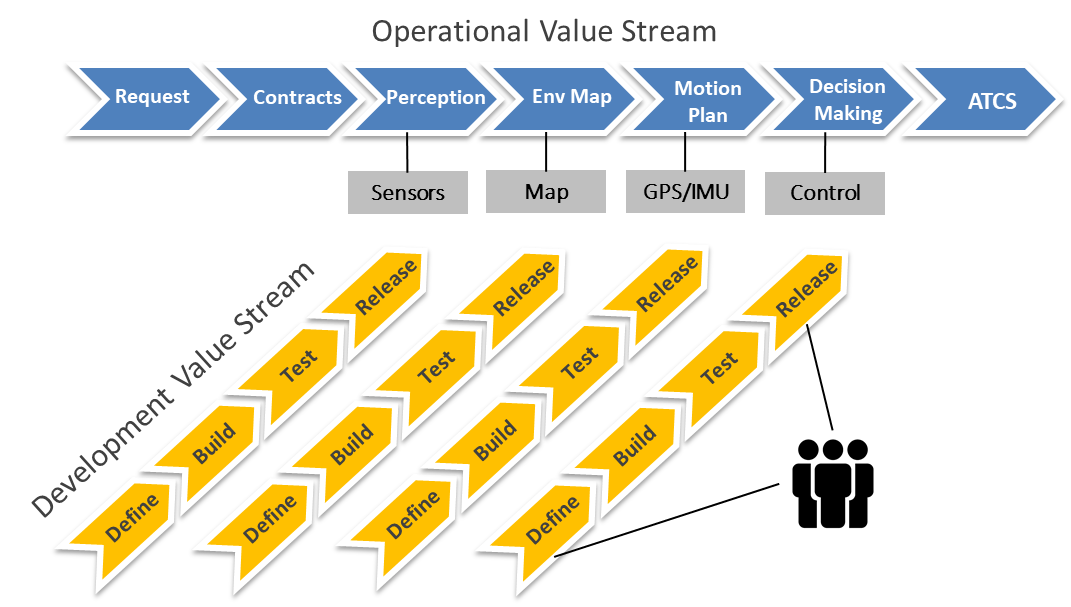 Operational Value Stream
Request
Contracts
Perception
Env Map
Motion
Plan
Decision
Making
ATCS
Sensors
Map
GPS/IMU
Control
Development Value Stream
Release
Release
Release
Release
Test
Test
Test
Test
Build
Build
Build
Build
Define
Define
Define
Define